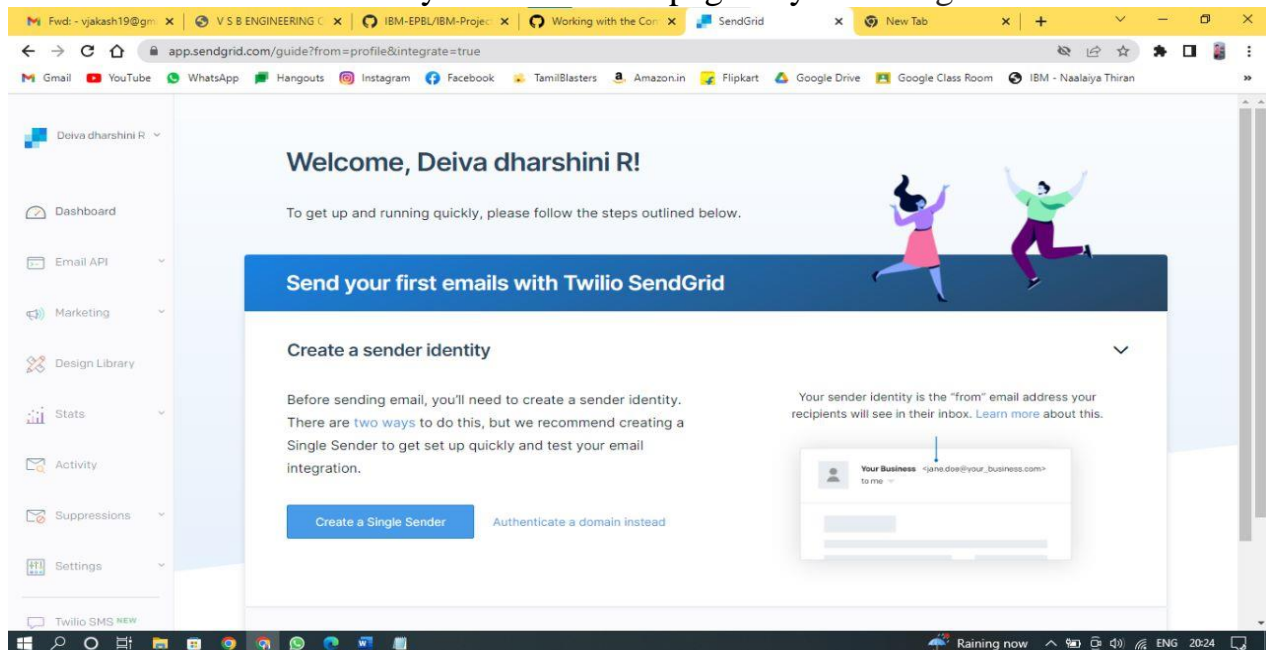 Fwd: - vjakash19@gm
V S B ENGINEERING C
IBM-EPBL/IBM-Projec
Working with the Con
SendGrid
New Tab
app.sendgrid.com/guide?from=profile&integrate=true
Gmail
YouTube
WhatsApp
Hangouts
Instagram
Facebook
TamilBlasters
Amazon.in
Flipkart
Google Drive
Google Class Room
IBM - Naalaiya Thiran
»
Deiva dharshini R
Welcome, Deiva dharshini R!
To get up and running quickly, please follow the steps outlined below.
Dashboard
Email API
Marketing
Design Library
Stats
Activity
Suppressions
Settings
Twilio SMS NEW
Send your first emails with Twilio SendGrid
Create a sender identity
Before sending email, you'll need to create a sender identity.
There are two ways to do this, but we recommend creating a
Single Sender to get set up quickly and test your email
integration.
Create a Single Sender
Authenticate a domain instead
Your sender identity is the "from" email address your
recipients will see in their inbox. Learn more about this.
Your Business <jane.doe@your_business.com>
to me
Raining now
ENG
20:24